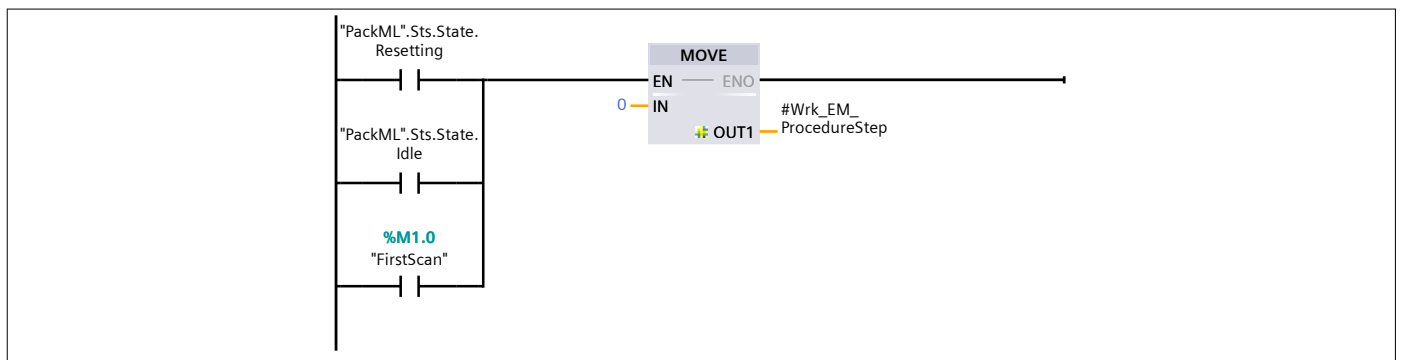 "PackML".Sts.State.
Resetting
MOVE
EN
ENO
0
IN
#Wrk_EM_
OUT1
ProcedureStep
"PackML".Sts.State.
Idle
%M1.0
"FirstScan"